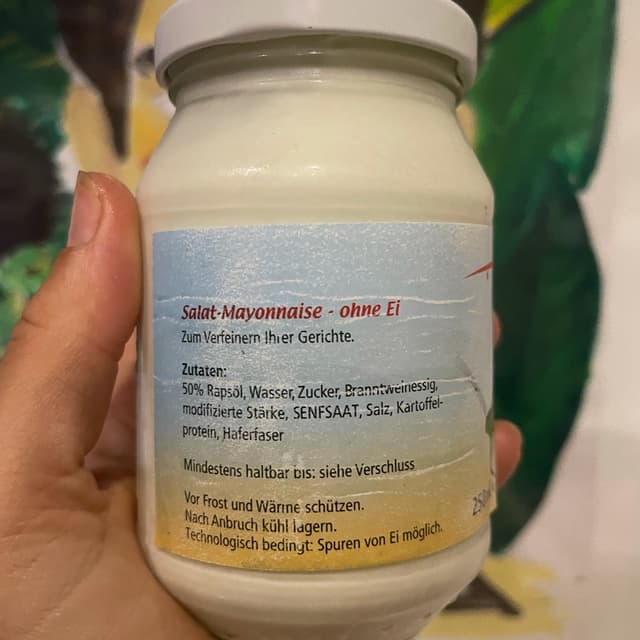 Salat-Mayonnaise - ohne Ei
Zum Verfeinern Ihrer Gerichte.
Zutaten:
50% Rapsöl, Wasser, Zucker, Branntweinessig,
modifizierte Stärke, SENFSAAT, Salz, Kartoffel-
protein, Haferfaser
Mindestens haltbar bis: siehe Verschluss
Vor Frost und Wärme schützen.
Nach Anbruch kühl lagern.
Technologisch bedingt: Spuren von Ei möglich.